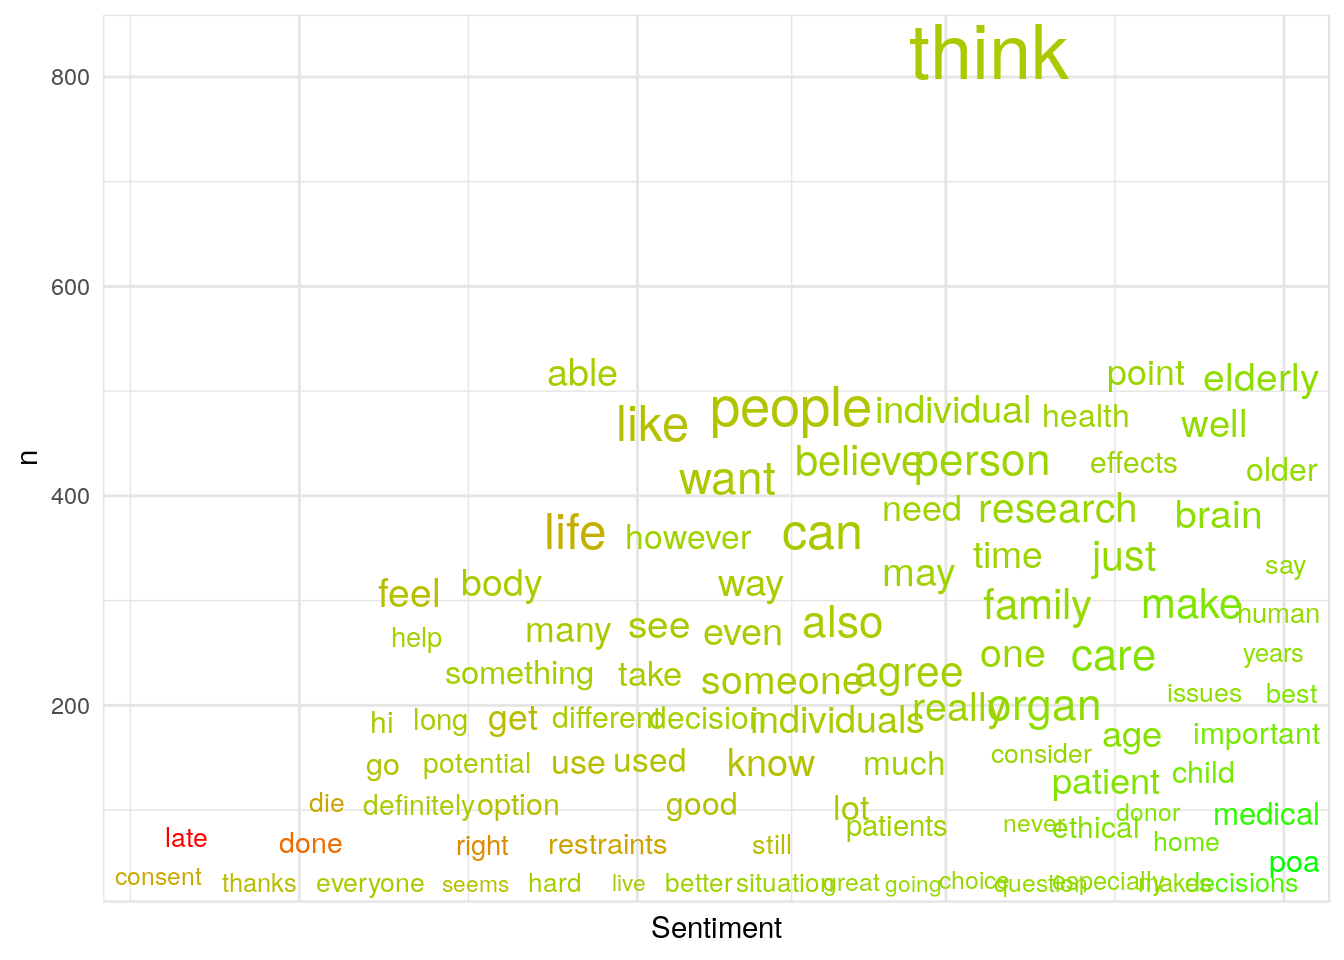 think
800
600
able
point
elderly
people
individual
health
like
well
believe
person
effects
older
want
400
need
research
brain
life
however
can
time
just
say
feel
body
way
may
family
make
human
help
many
see
even
also
something
take
someone
agree
one
care
years
200
hi
long
get
different
decision
individuals
really
organ
issues
best
age
important
go
potential
use
used
know
much
consider
patient
child
die
definitely
option
good
lot
patients
never
ethical
donor
medical
late
done
right
restraints
still
home
poa
consent
thanks
everyone
seems
hard
live
better
situation
great
going
choice
question
especially
makes
decisions
n
Sentiment